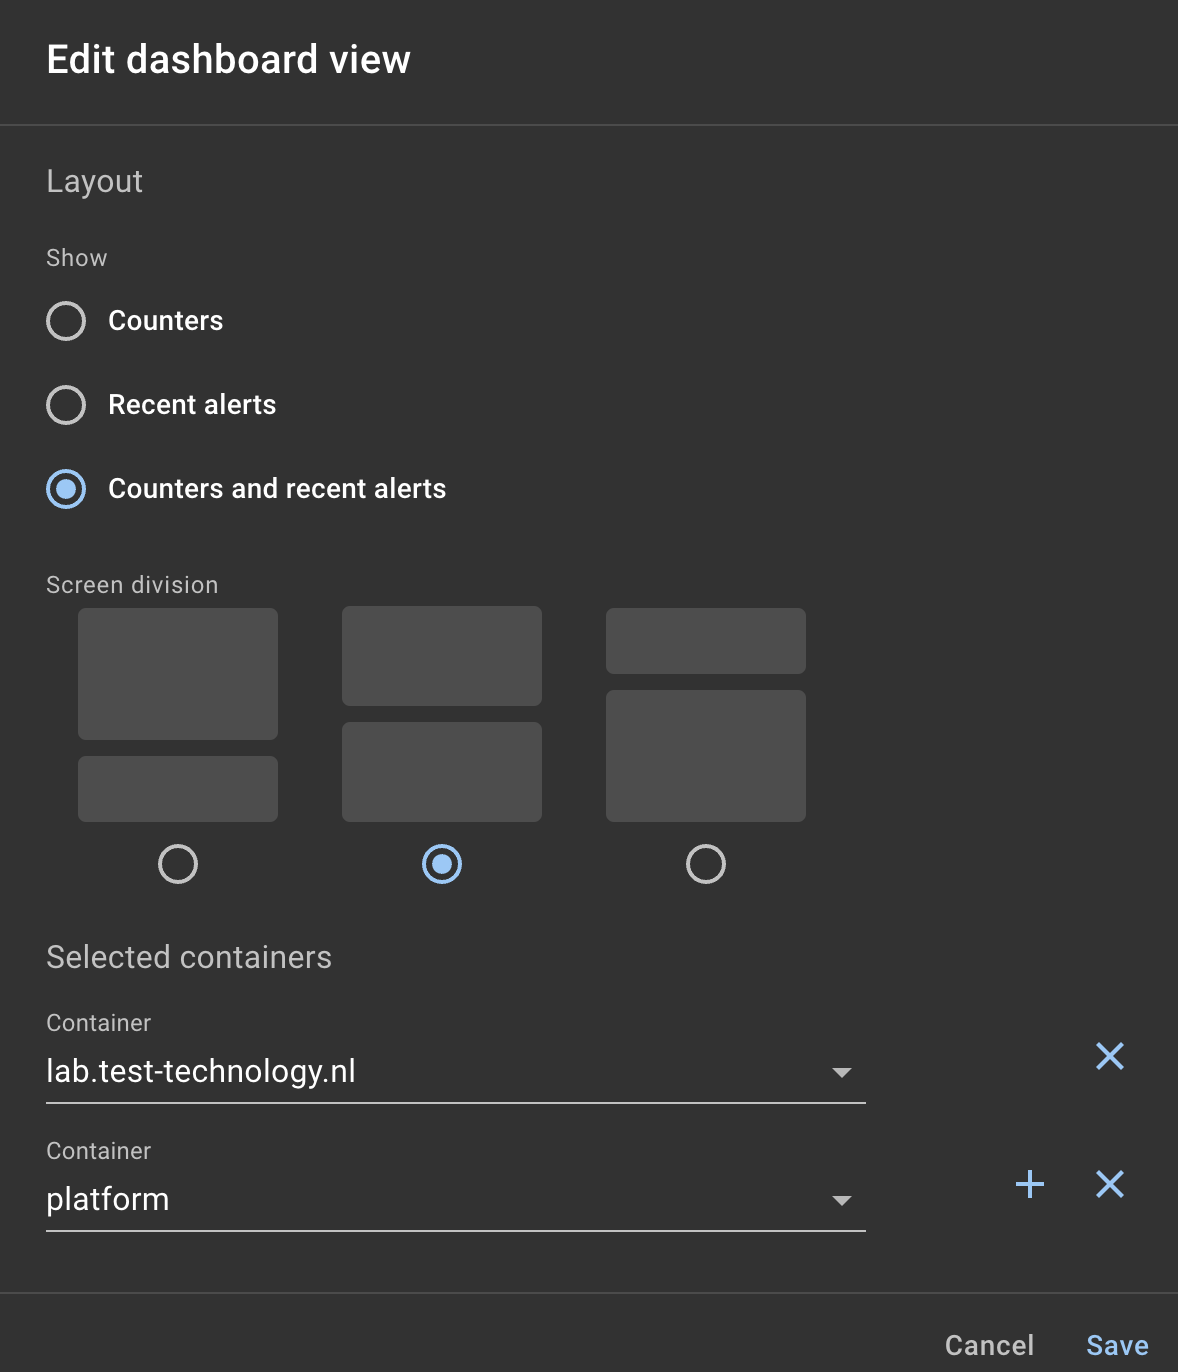 Edit dashboard view
Layout
Show
Counters
Recent alerts
Counters and recent alerts
Screen division
Selected containers
Container
lab.test-technology.nl
Container
platform
Cancel Save